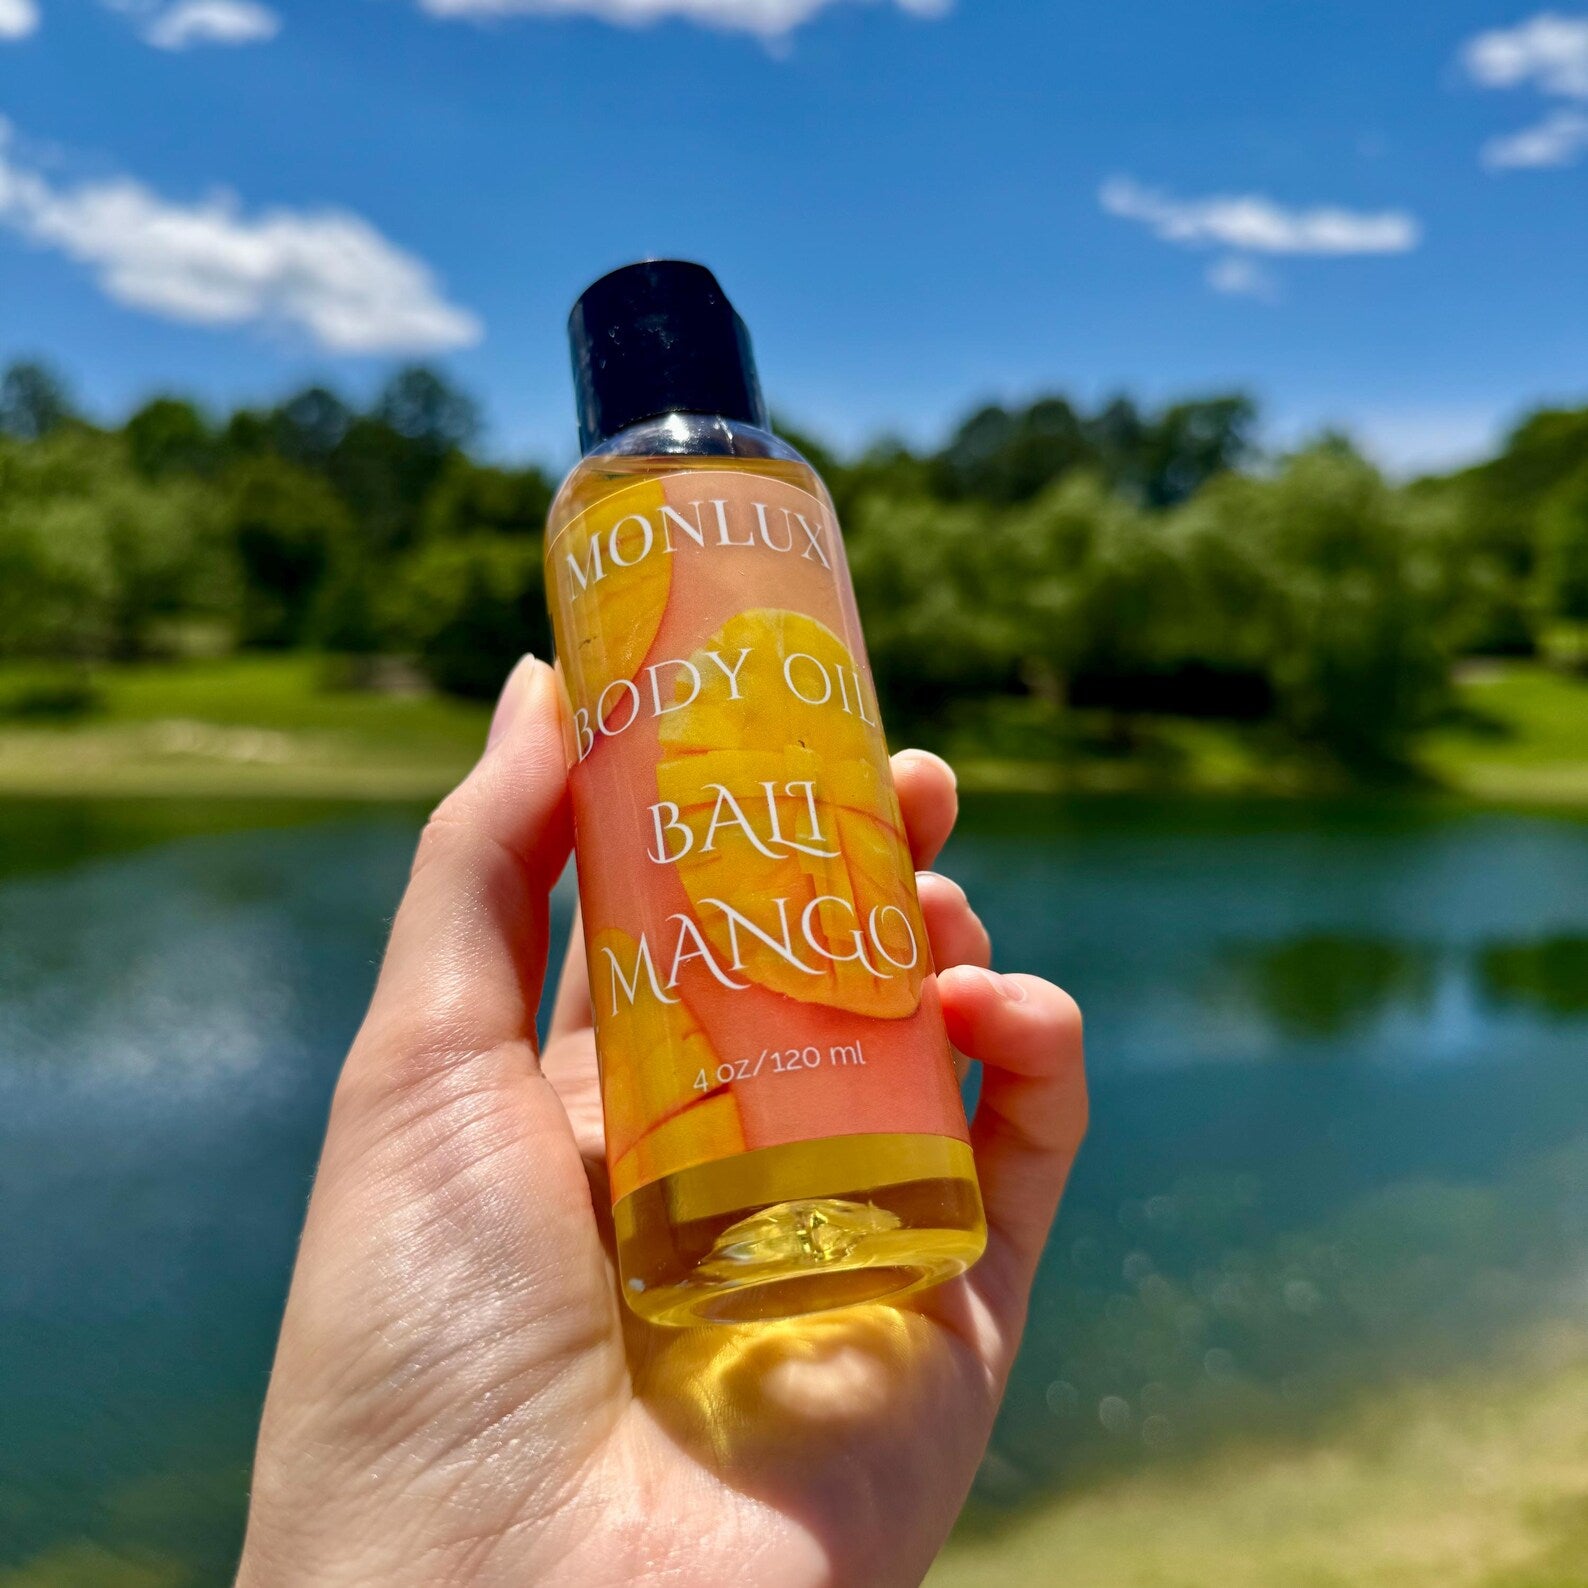 MONLUX
BODY OIL
BALI
MANGO
4 oz/120 ml